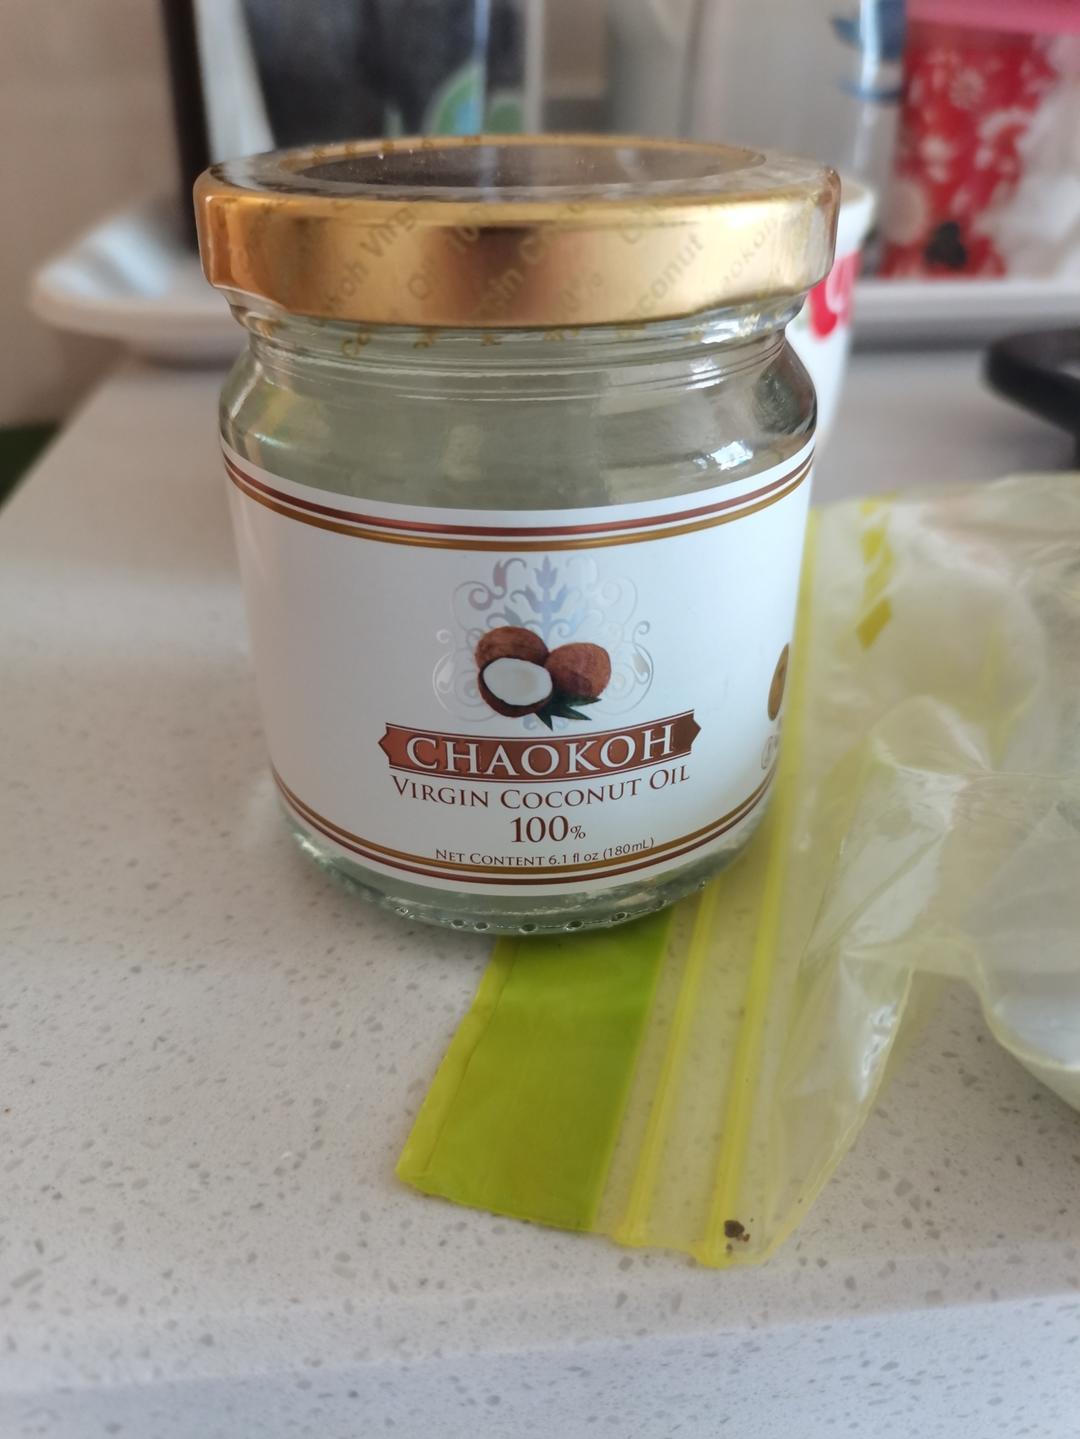 CHAOKOH
VIRGIN COCONUT OIL
100%
NET CONTENT 6.1 fl oz (180mL)